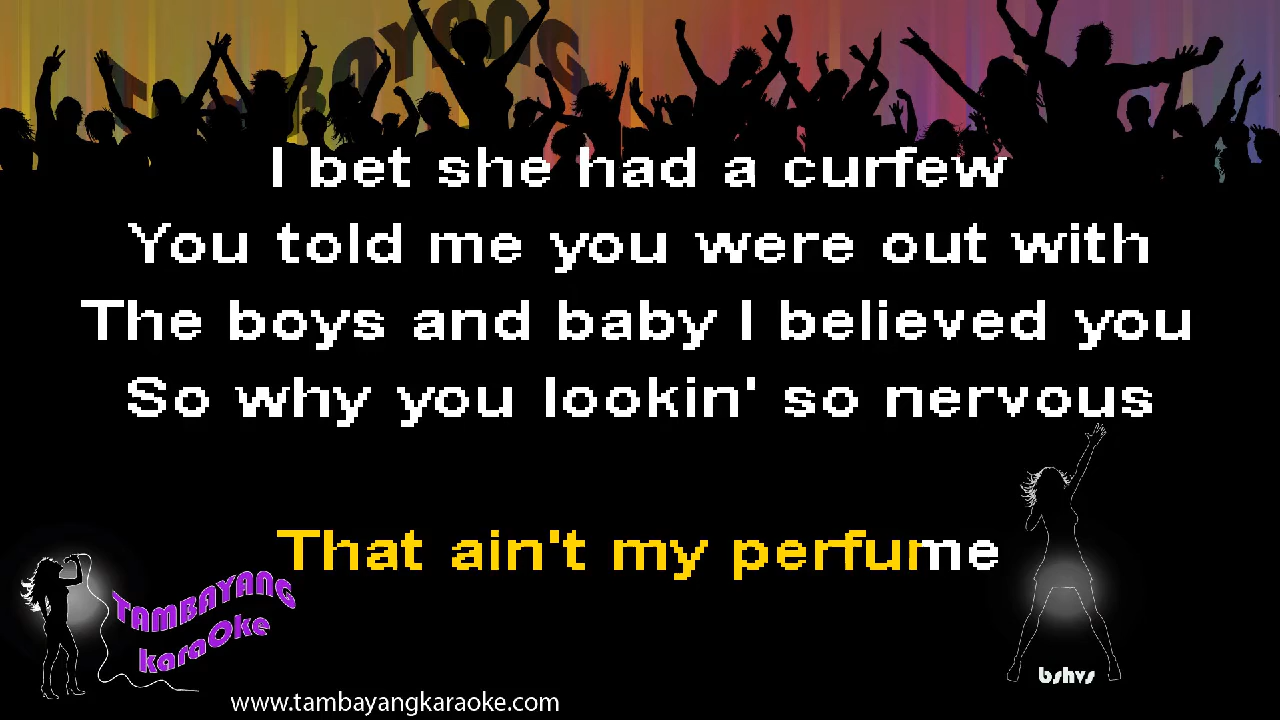 TAMBAYANG
I bet she had a curfew
You told me you were out with
The boys and baby I believed you
So why you lookin' so nervous
That ain't my perfume
TAMBAYANG
karaOke
bshvs
www.tambayangkaraoke.com